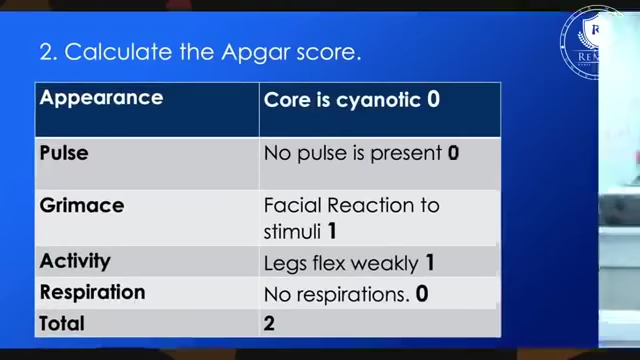 2. Calculate the Apgar score.
Appearance
Core is cyanotic 0
Pulse
No pulse is present 0
Grimace
Facial Reaction to
stimuli 1
Activity
Legs flex weakly 1
Respiration
No respirations. 0
Total
2
R